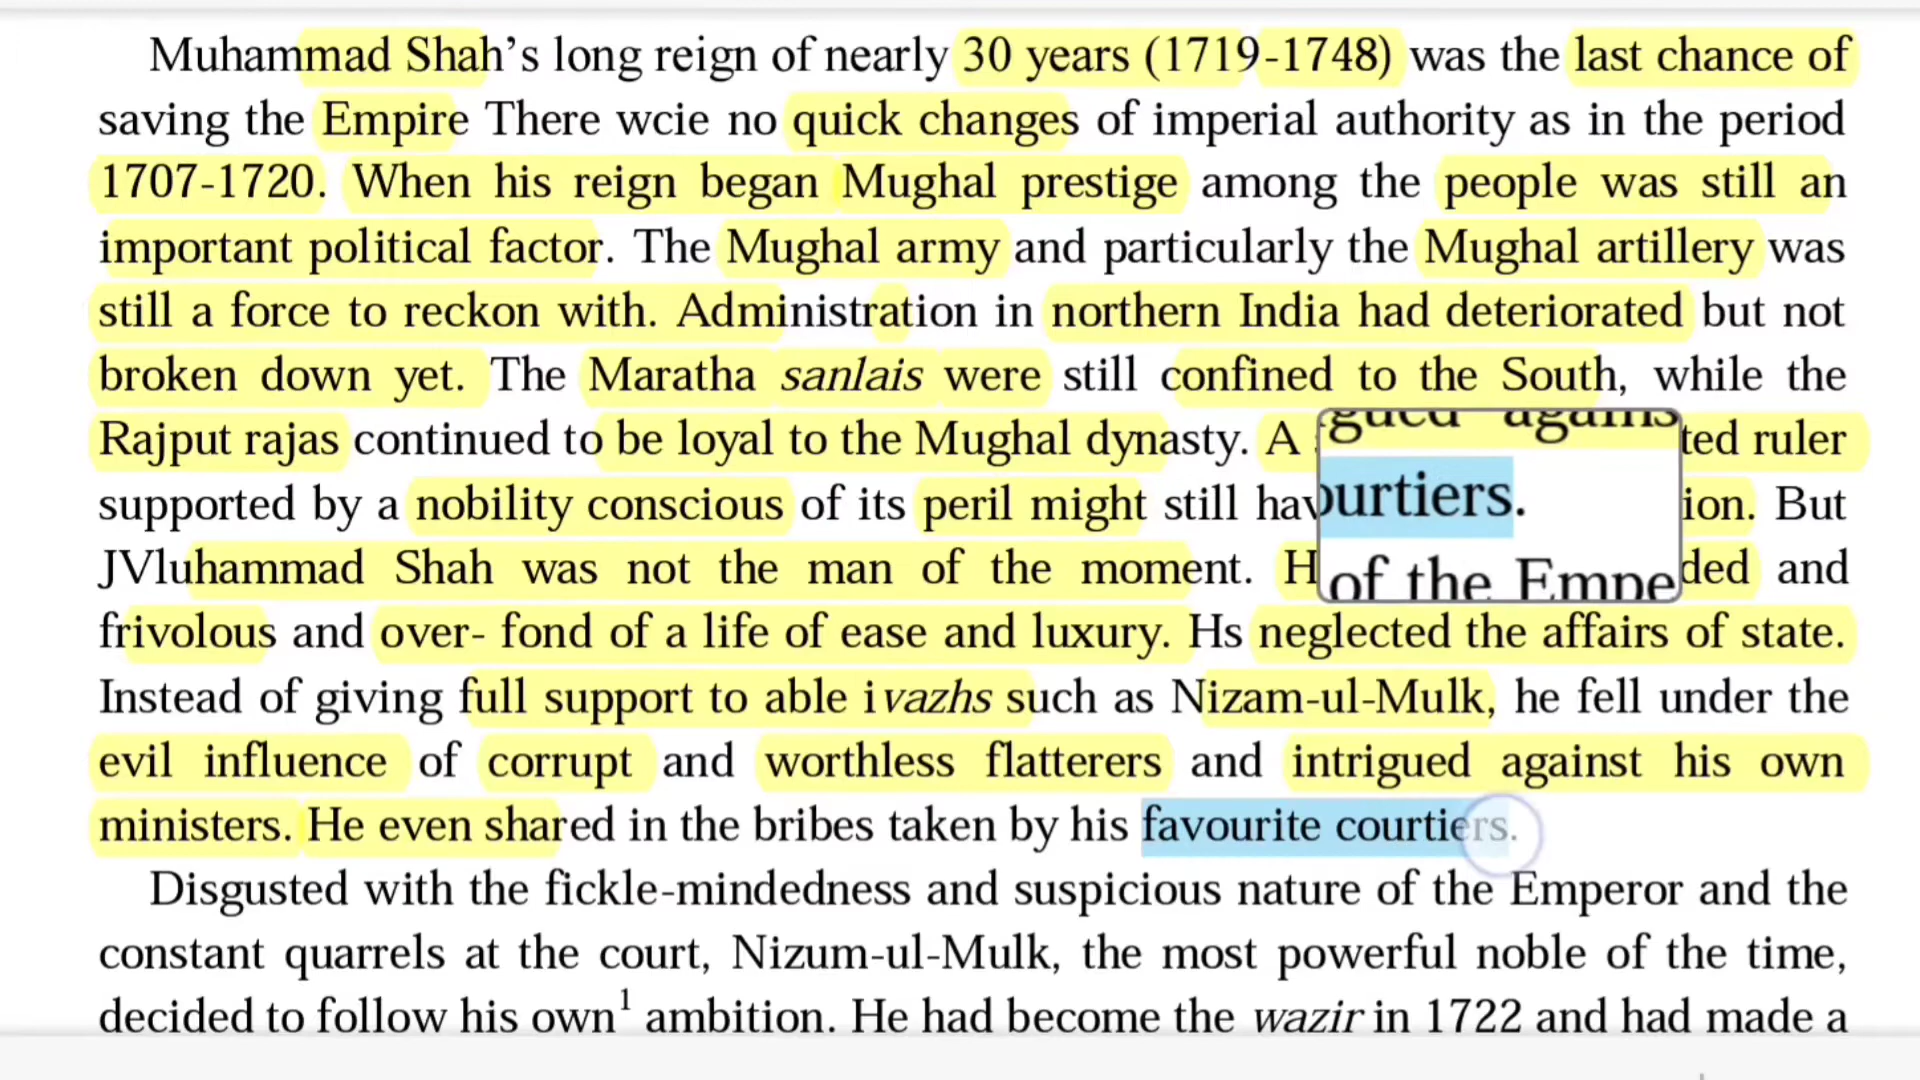 Muhammad Shah’s long reign of nearly 30 years (1719-1748) was the last chance of
saving the Empire There wcie no quick changes of imperial authority as in the period
1707-1720. When his reign began Mughal prestige among the people was still an
important political factor. The Mughal army and particularly the Mughal artillery was
still a force to reckon with. Administration in northern India had deteriorated but not
broken down yet. The Maratha sanlais were still confined to the South, while the
Rajput rajas continued to be loyal to the Mughal dynasty. A ted ruler
supported by a nobility conscious of its peril might still hav ion. But
JVluhammad Shah was not the man of the moment. H ded and
frivolous and over- fond of a life of ease and luxury. Hs neglected the affairs of state.
Instead of giving full support to able ivazhs such as Nizam-ul-Mulk, he fell under the
evil influence of corrupt and worthless flatterers and intrigued against his own
ministers. He even shared in the bribes taken by his favourite courtiers.
Disgusted with the fickle-mindedness and suspicious nature of the Emperor and the
constant quarrels at the court, Nizum-ul-Mulk, the most powerful noble of the time,
decided to follow his own¹ ambition. He had become the wazir in 1722 and had made a
gued agains
ourtiers.
of the Empe